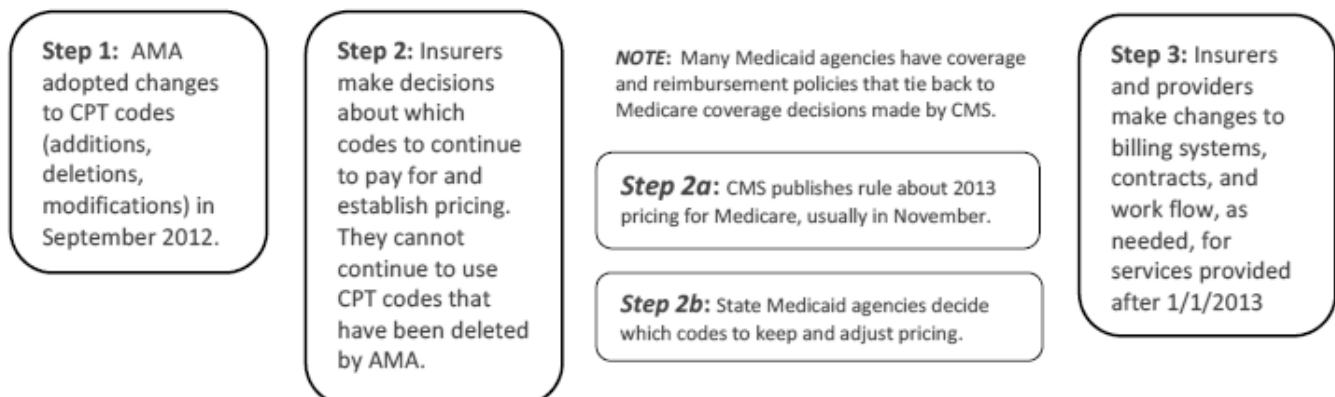 Step 1: AMA
adopted changes
to CPT codes
(additions,
deletions,
modifications) in
September 2012.
Step 2: Insurers
make decisions
about which
codes to continue
to pay for and
establish pricing.
They cannot
continue to use
CPT codes that
have been deleted
by AMA.
NOTE: Many Medicaid agencies have coverage
and reimbursement policies that tie back to
Medicare coverage decisions made by CMS.
Step 2a: CMS publishes rule about 2013
pricing for Medicare, usually in November.
Step 2b: State Medicaid agencies decide
which codes to keep and adjust pricing.
Step 3: Insurers
and providers
make changes to
billing systems,
contracts, and
work flow, as
needed, for
services provided
after 1/1/2013